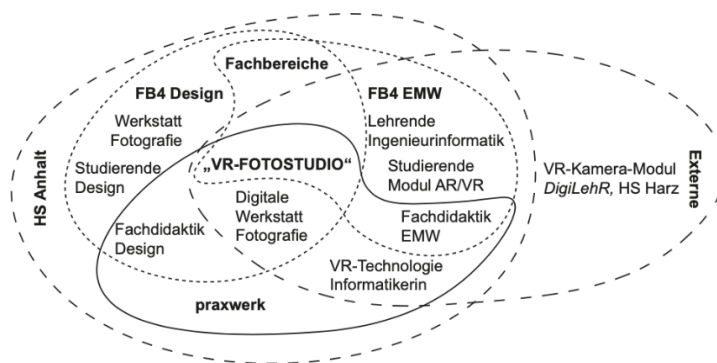 Fachbereiche
FB4 Design
FB4 EMW
Werkstatt
Fotografie
Lehrende
Ingenieurinformatik
Studierende
Design
„VR-FOTOSTUDIO“
Studierende
Modul AR/VR
VR-Kamera-Modul
DigiLehR, HS Harz
HS Anhalt
Externe
Digitale
Werkstatt
Fotografie
Fachdidaktik
Design
Fachdidaktik
EMW
VR-Technologie
Informatikerin
praxwerk